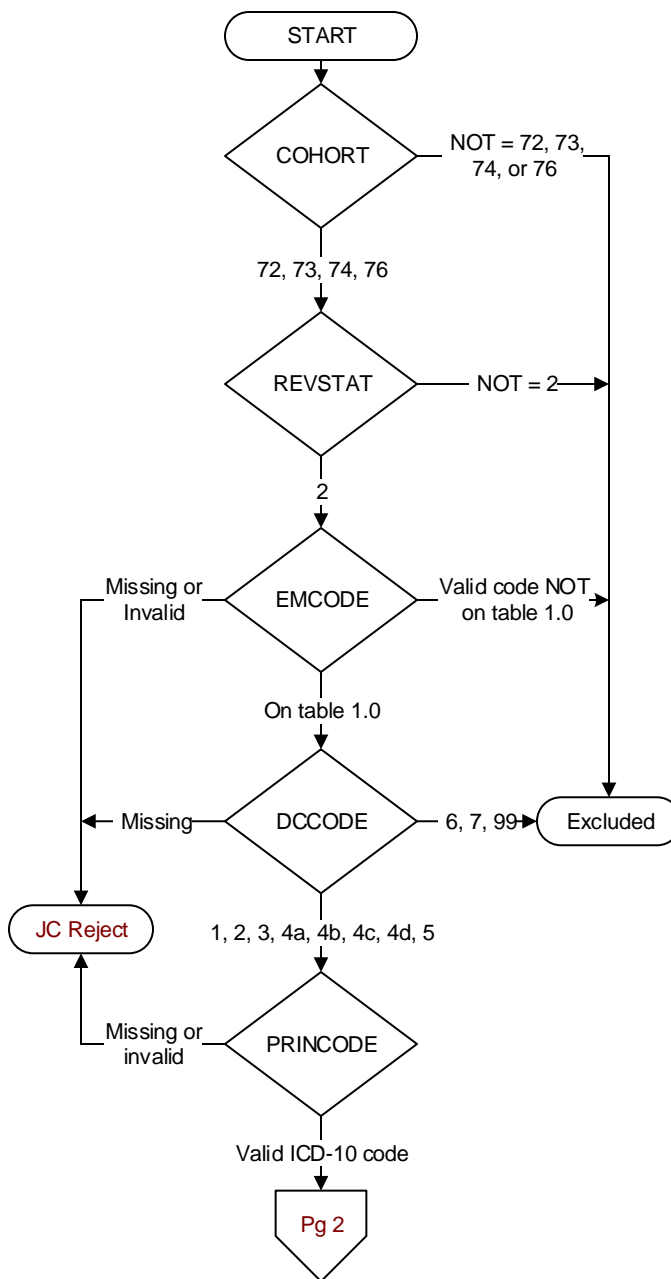 START
COHORT
NOT = 72, 73,
74, or 76
72, 73, 74, 76
REVSTAT
NOT = 2
2
Missing or
Invalid
EMCODE
Valid code NOT
on table 1.0
On table 1.0
Missing
DCCODE
6, 7, 99
Excluded
JC Reject
1, 2, 3, 4a, 4b, 4c, 4d, 5
Missing or
invalid
PRINCODE
Valid ICD-10 code
Pg 2